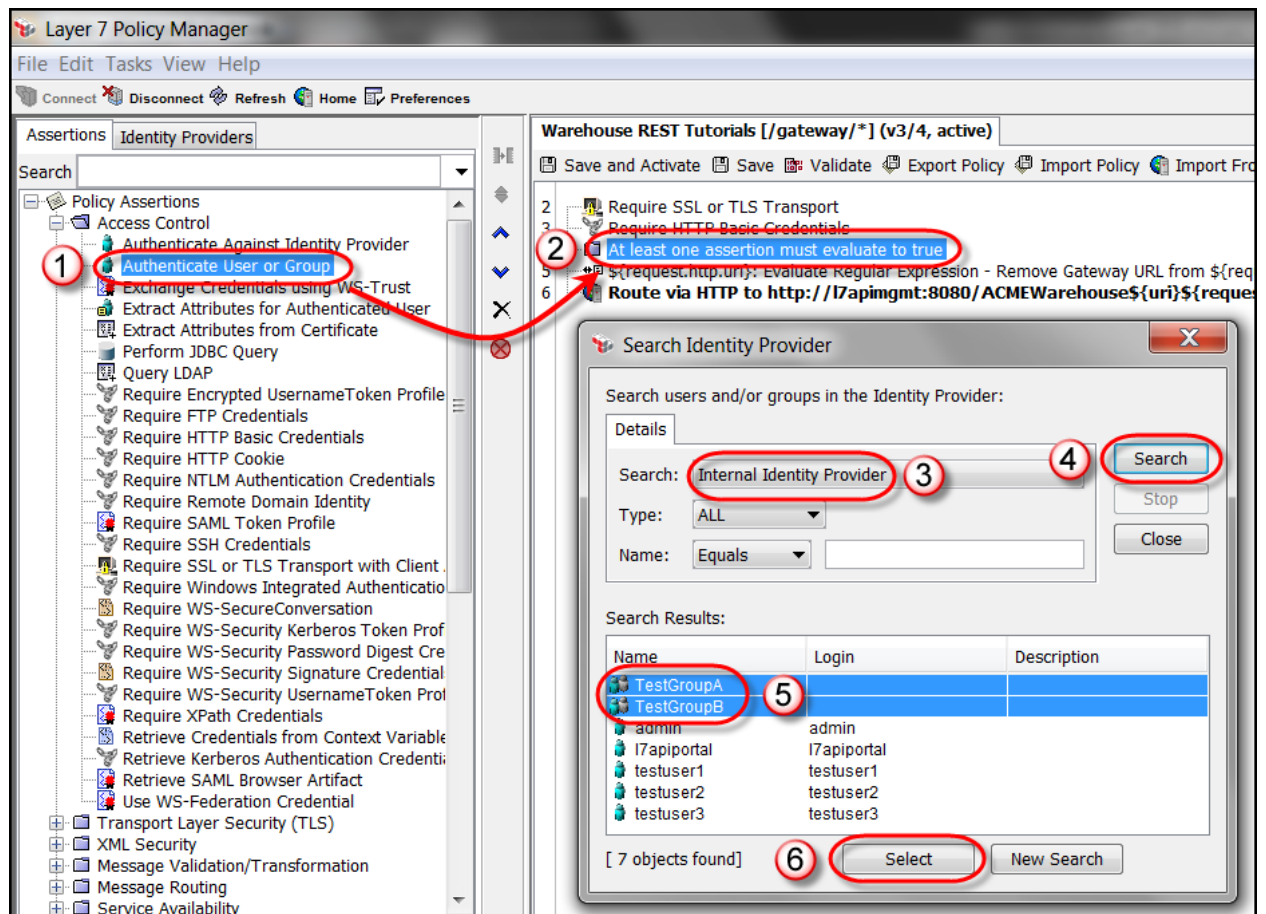 Layer 7 Policy Manager
File Edit Tasks View Help
Connect Disconnect Refresh Home Preferences
Assertions Identity Providers
Search
Policy Assertions
Access Control
Authenticate Against Identity Provider
1
Authenticate User or Group
Exchange Credentials using WS-Trust
Extract Attributes for Authenticated User
Extract Attributes from Certificate
Perform JDBC Query
Query LDAP
Require Encrypted UsernameToken Profile
Require FTP Credentials
Require HTTP Basic Credentials
Require HTTP Cookie
Require NTLM Authentication Credentials
Require Remote Domain Identity
Require SAML Token Profile
Require SSH Credentials
Require SSL or TLS Transport with Client
Require Windows Integrated Authenticatio
Require WS-SecureConversation
Require WS-Security Kerberos Token Prof
Require WS-Security Password Digest Cre
Require WS-Security Signature Credential
Require WS-Security UsernameToken Prof
Require XPath Credentials
Retrieve Credentials from Context Variable
Retrieve Kerberos Authentication Credenti
Retrieve SAML Browser Artifact
Use WS-Federation Credential
Transport Layer Security (TLS)
XML Security
Message Validation/Transformation
Message Routing
Service Availability
Warehouse REST Tutorials [/gateway/*] (v3/4, active)
Save and Activate Save Validate Export Policy Import Policy Import Fro
2 Require SSL or TLS Transport
3 Require HTTP Basic Credentials
2 At least one assertion must evaluate to true
5 ${request.http.uri}: Evaluate Regular Expression - Remove Gateway URL from ${req
6 Route via HTTP to http://l7apimgmt:8080/ACMEWarehouse${uri}${reques
Search Identity Provider
X
Search users and/or groups in the Identity Provider:
Details
Search: Internal Identity Provider 3
4 Search
Type: ALL
Stop
Name: Equals
Close
Search Results:
Name Login Description
TestGroupA
5
TestGroupB
admin admin
l7apiportal l7apiportal
testuser1 testuser1
testuser2 testuser2
testuser3 testuser3
[ 7 objects found] 6 Select New Search